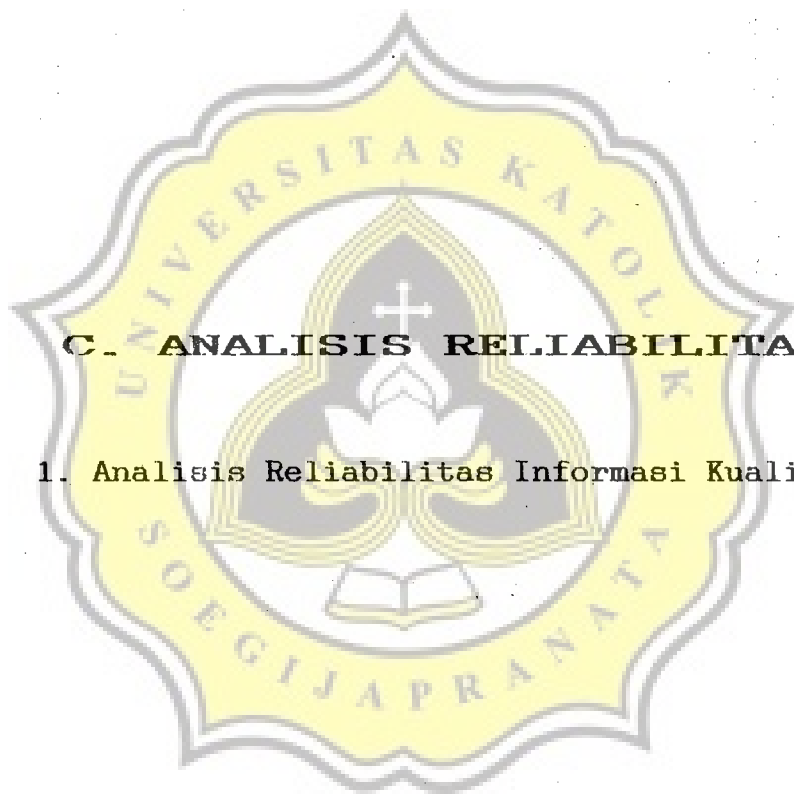 UNIVERSITAS KATOLIK
C. ANALISIS RELIABILITA
1. Analisis Reliabilitas Informasi Kuali
SOEGIJAPRANATA